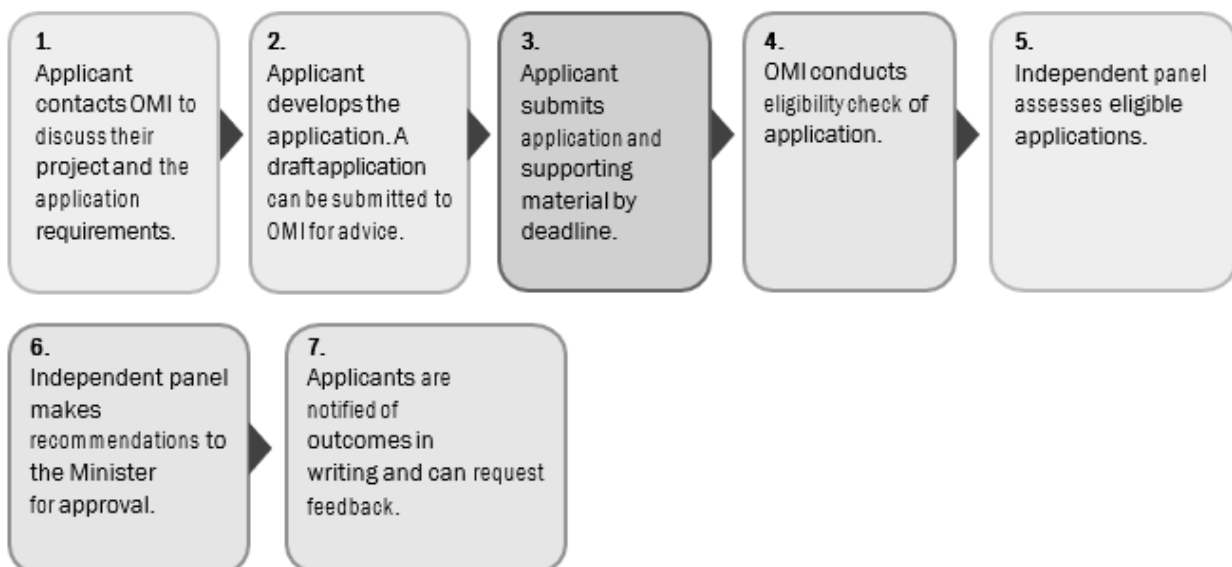 1.
Applicant
contacts OMI to
discuss their
project and the
application
requirements.
2.
Applicant
develops the
application. A
draft application
can be submitted to
OMI for advice.
3.
Applicant
submits
application and
supporting
material by
deadline.
4.
OMI conducts
eligibility check of
application.
5.
Independent panel
assesses eligible
applications.
6.
Independent panel
makes
recommendations to
the Minister
for approval.
7.
Applicants are
notified of
outcomes in
writing and can request
feedback.